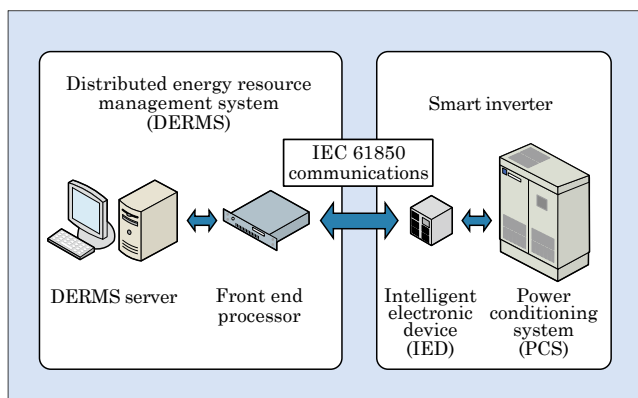 Distributed energy resource
management system
(DERMS)
Smart inverter
IEC 61850
communications
DERMS server
Front end
processor
Intelligent
electronic
device
(IED)
Power
conditioning
system
(PCS)